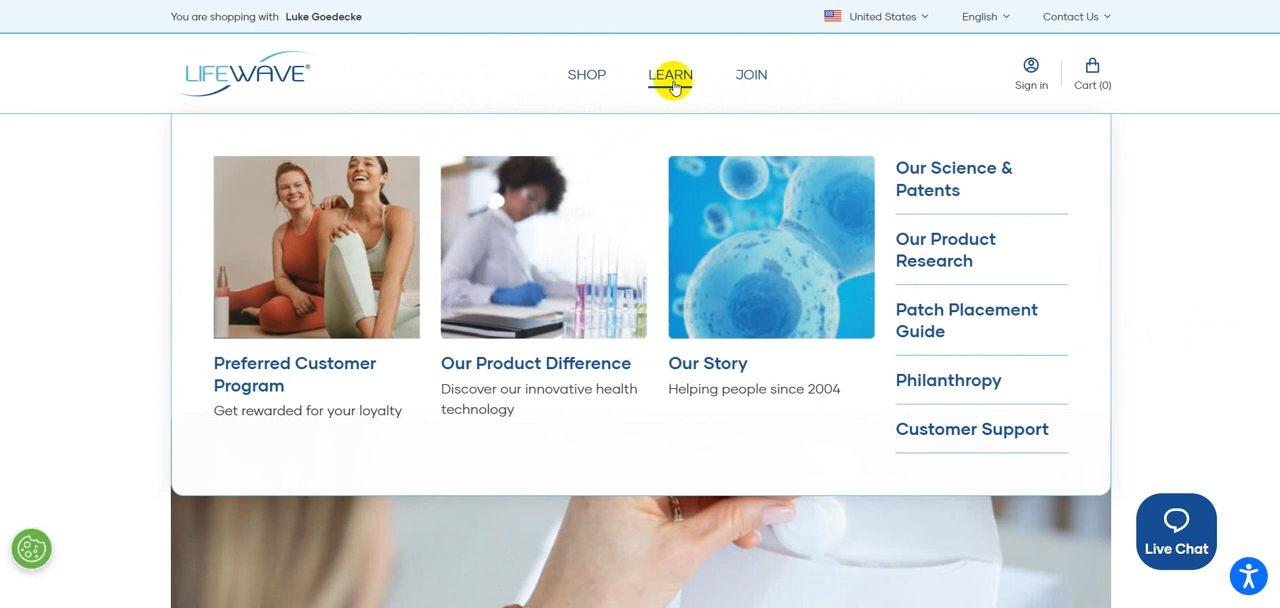 You are shopping with Luke Goedecke
United States
English
Contact Us
LIFEWAVE®
SHOP
LEARN
JOIN
Sign in
Cart (0)
Preferred Customer
Program
Get rewarded for your loyalty
Our Product Difference
Discover our innovative health
technology
Our Story
Helping people since 2004
Our Science &
Patents
Our Product
Research
Patch Placement
Guide
Philanthropy
Customer Support
Live Chat